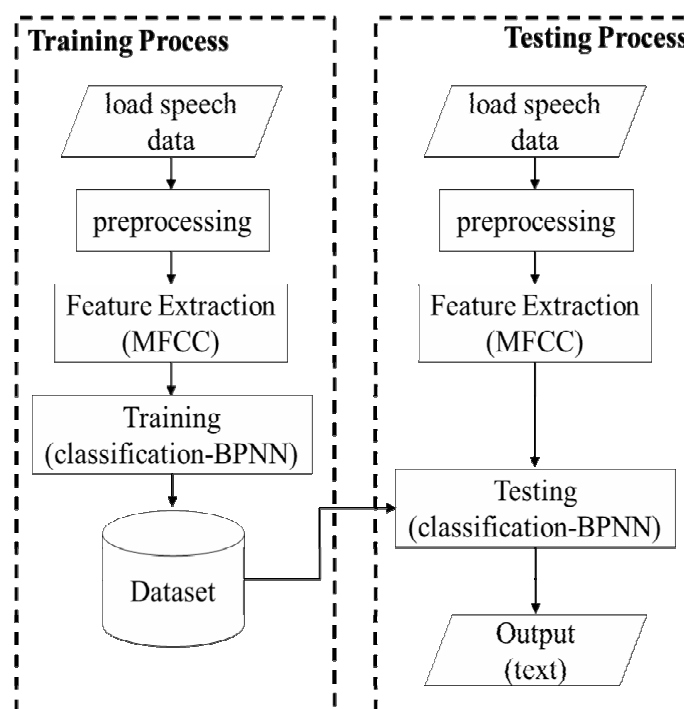 Training Process
load speech
data
preprocessing
Feature Extraction
(MFCC)
Training
(classification-BPNN)
Dataset
Testing Process
load speech
data
preprocessing
Feature Extraction
(MFCC)
Testing
(classification-BPNN)
Output
(text)